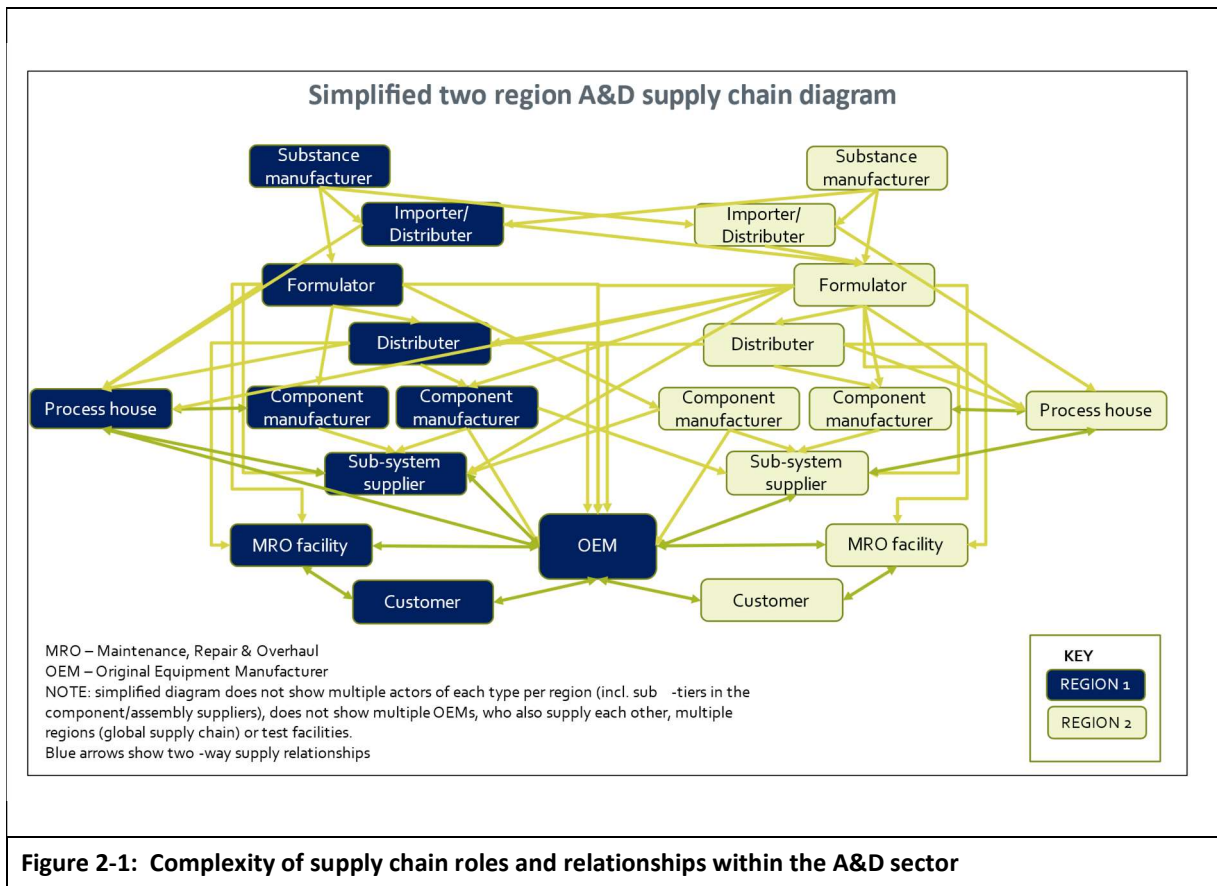 Simplified two region A&D supply chain diagram
Substance
manufacturer
Substance
manufacturer
Importer/
Distributer
Importer/
Distributer
Formulator
Formulator
Distributer
Distributer
Process house
Component
manufacturer
Component
manufacturer
Component
manufacturer
Component
manufacturer
Process house
Sub-system
supplier
Sub-system
supplier
MRO facility
OEM
MRO facility
Customer
Customer
MRO – Maintenance, Repair & Overhaul
OEM – Original Equipment Manufacturer
NOTE: simplified diagram does not show multiple actors of each type per region (incl. sub -tiers in the
component/assembly suppliers), does not show multiple OEMs, who also supply each other, multiple
regions (global supply chain) or test facilities.
Blue arrows show two -way supply relationships
KEY
REGION 1
REGION 2
Figure 2-1: Complexity of supply chain roles and relationships within the A&D sector